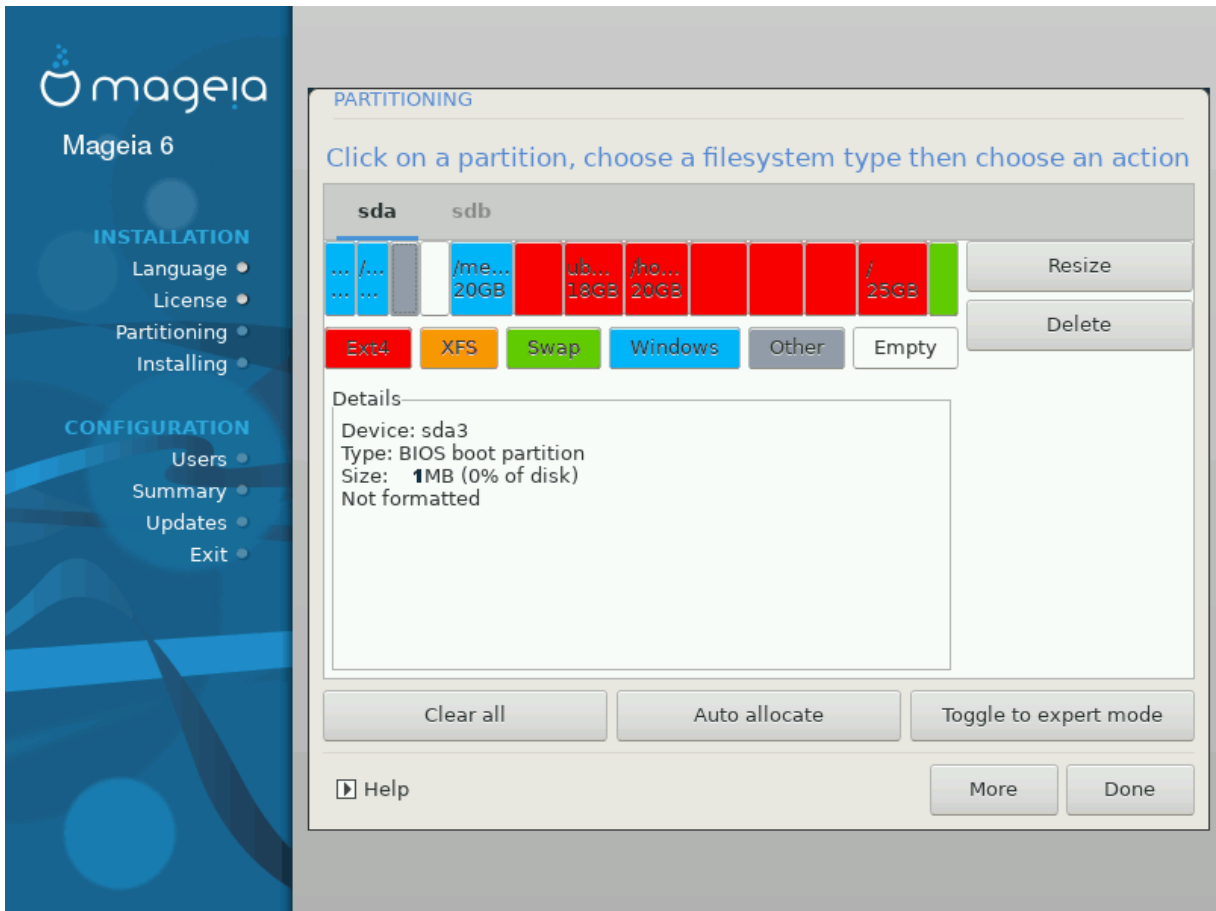 mageia
Mageia 6
INSTALLATION
Language
License
Partitioning
Installing
CONFIGURATION
Users
Summary
Updates
Exit
PARTITIONING
Click on a partition, choose a filesystem type then choose an action
sda sdb
... /... /me... ub... /ho... /
... ... 20GB 18GB 20GB 25GB
Resize
Delete
Ext4 XFS Swap Windows Other Empty
Details
Device: sda3
Type: BIOS boot partition
Size: 1MB (0% of disk)
Not formatted
Clear all Auto allocate Toggle to expert mode
Help More Done